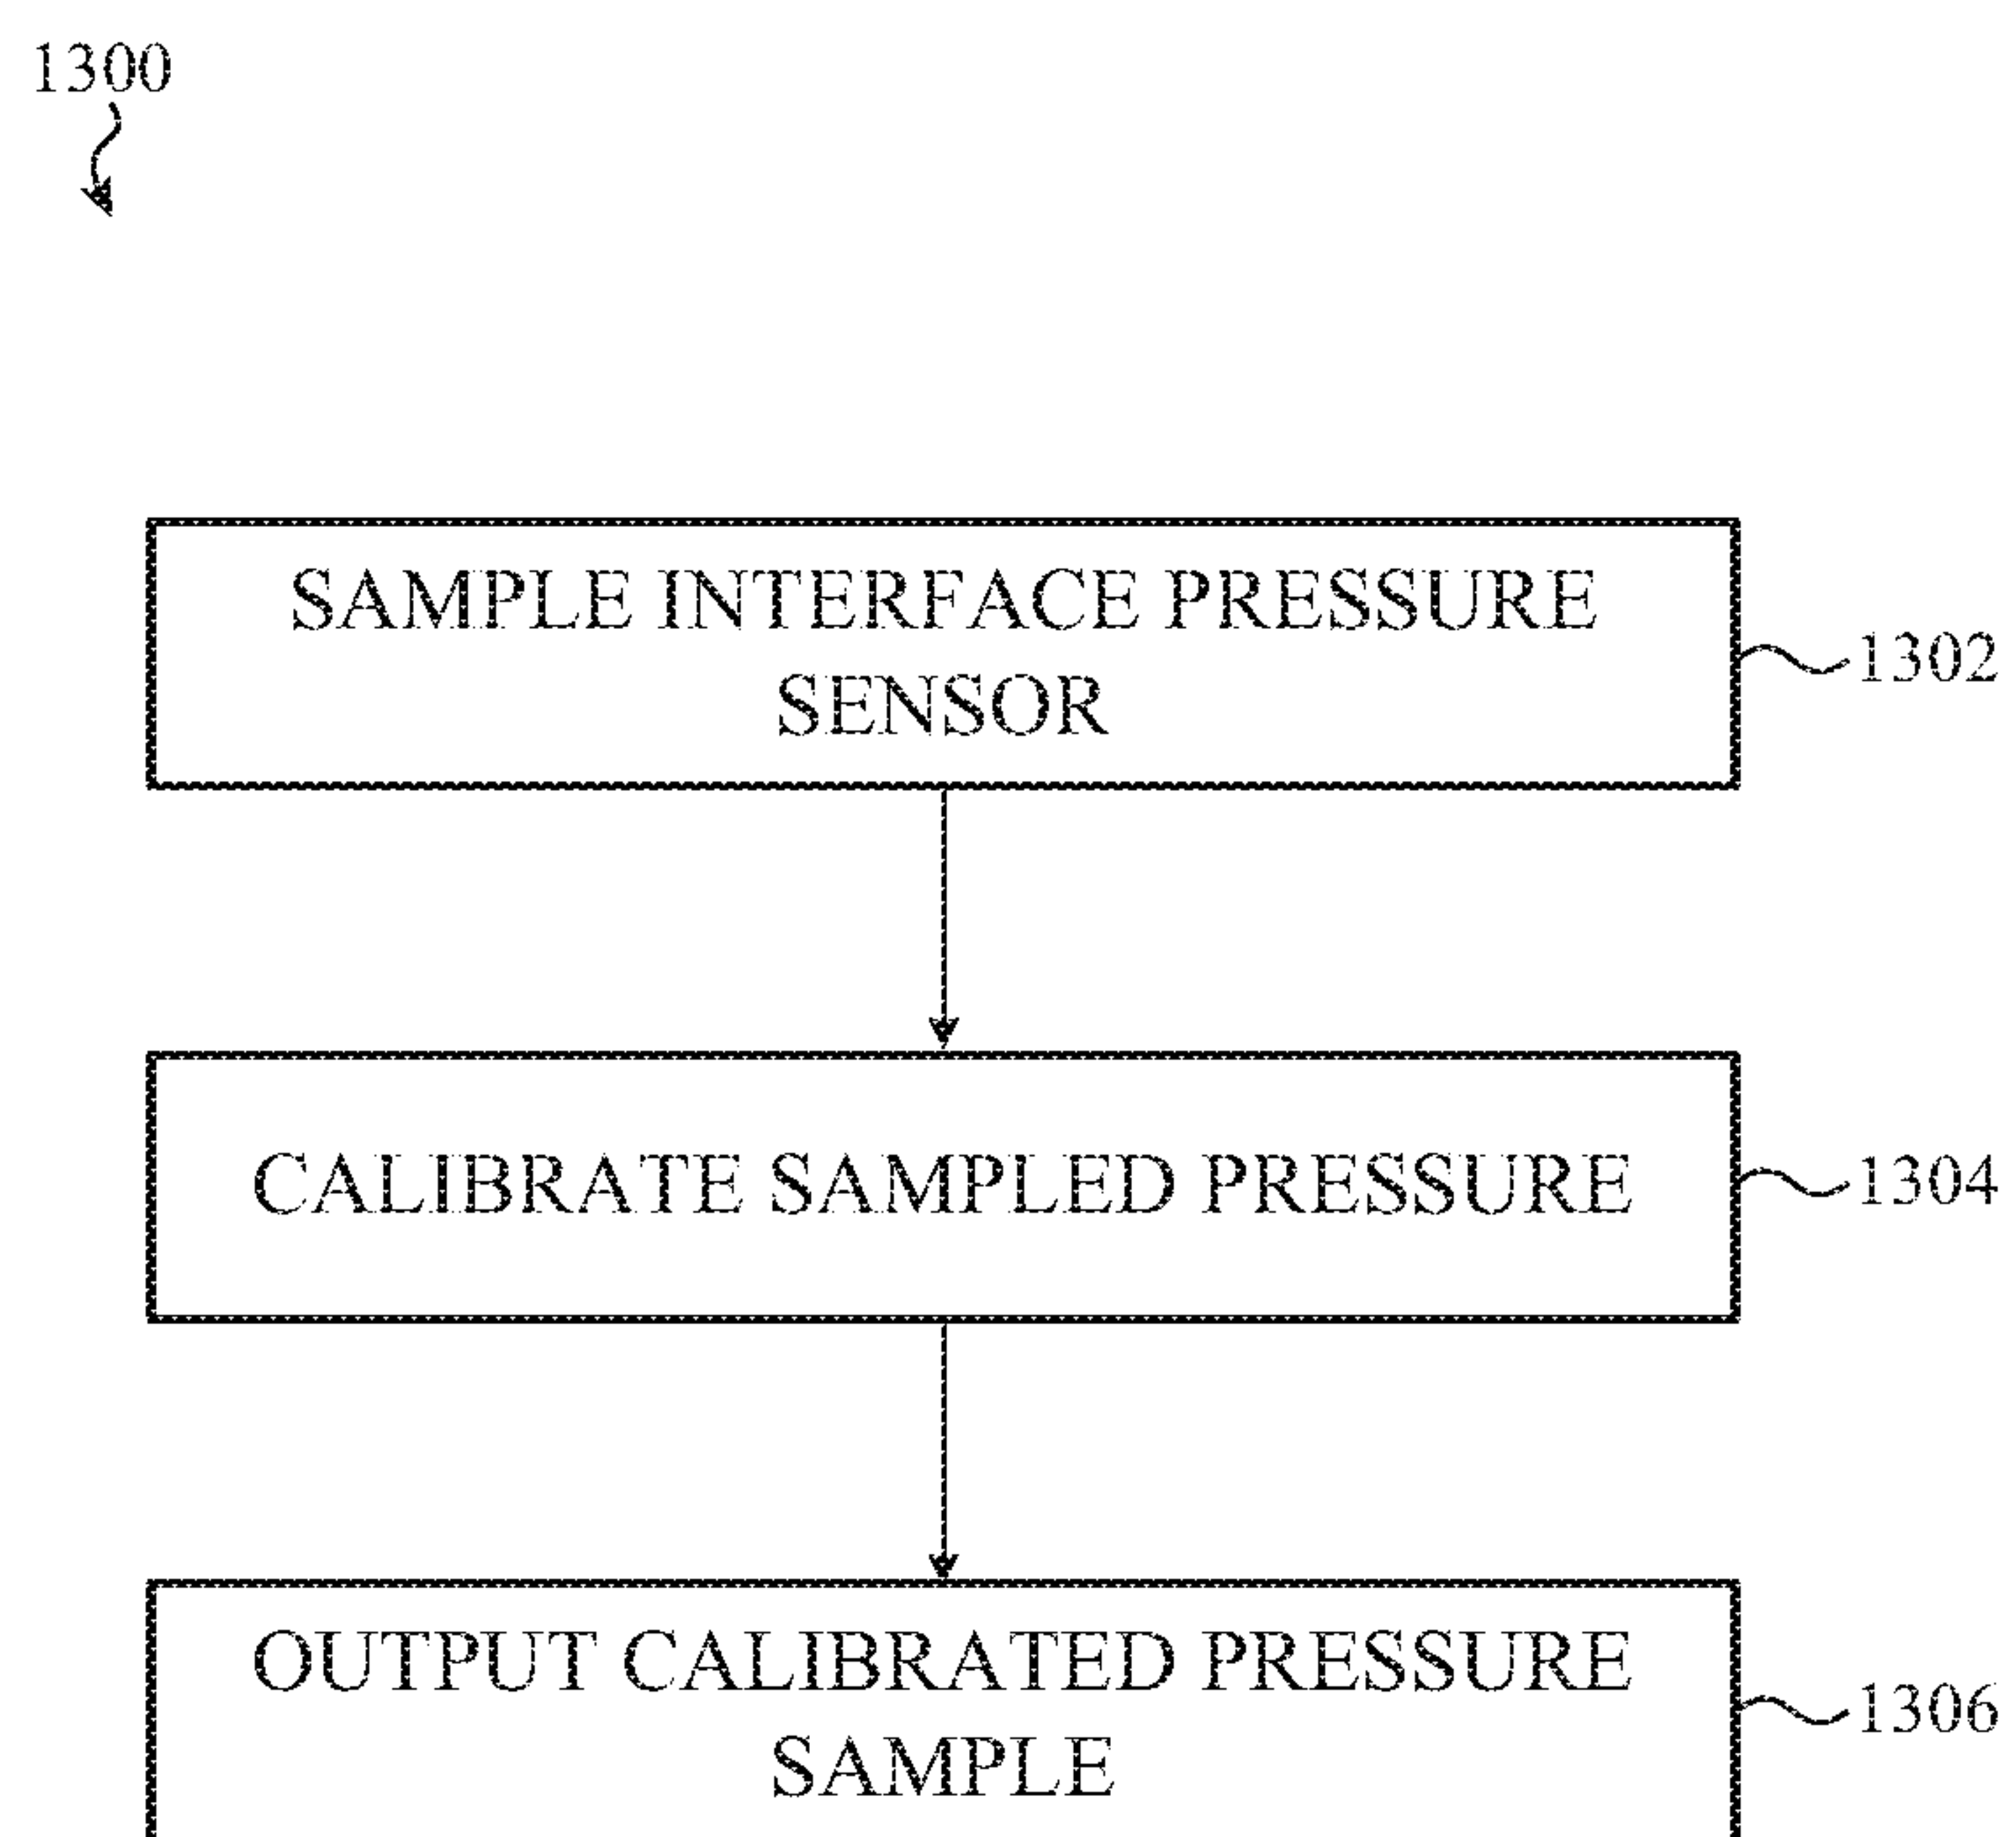 1300
SAMPLE INTERFACE PRESSURE
SENSOR
1302
CALIBRATE SAMPLED PRESSURE
1304
OUTPUT CALIBRATED PRESSURE
SAMPLE
1306